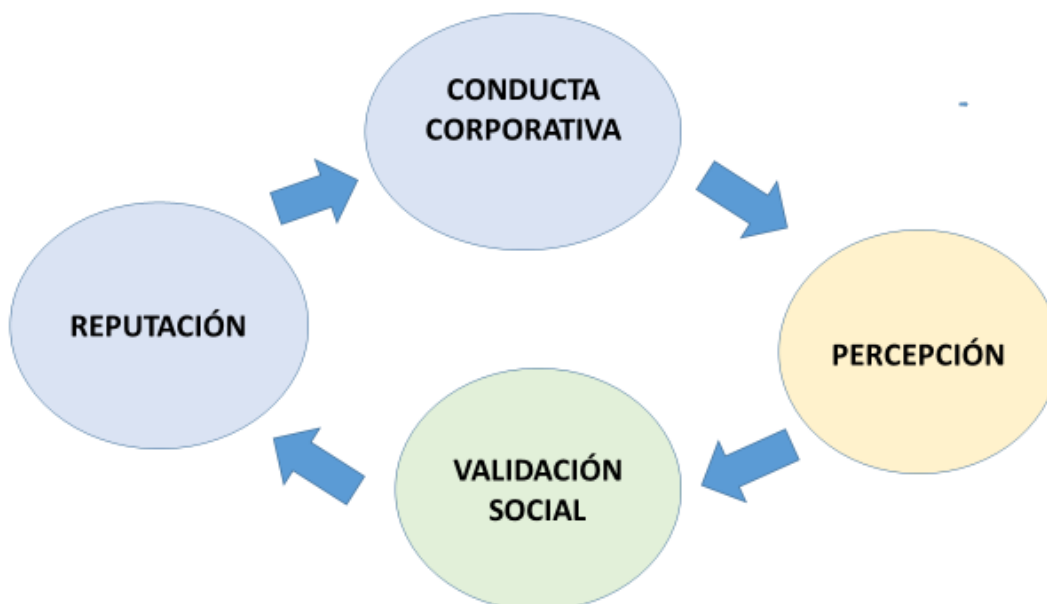 CONDUCTA
CORPORATIVA
REPUTACIÓN
PERCEPCIÓN
VALIDACIÓN
SOCIAL